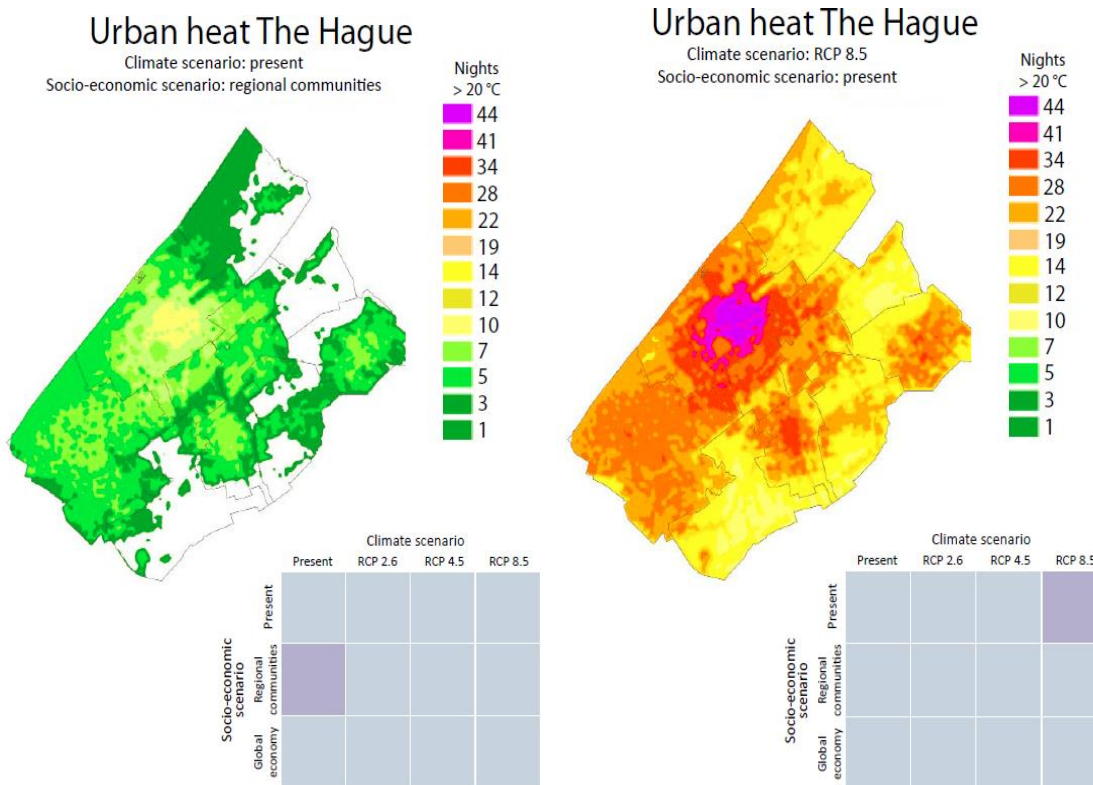 Urban heat The Hague
Climate scenario: present
Socio-economic scenario: regional communities
Nights
> 20 °C
44
41
34
28
22
19
14
12
10
7
5
3
1
Climate scenario
Present RCP 2.6 RCP 4.5 RCP 8.5
Socio-economic
scenario
Present
Regional
communities
Global
economy
Urban heat The Hague
Climate scenario: RCP 8.5
Socio-economic scenario: present
Nights
> 20 °C
44
41
34
28
22
19
14
12
10
7
5
3
1
Climate scenario
Present RCP 2.6 RCP 4.5 RCP 8.5
Socio-economic
scenario
Present
Regional
communities
Global
economy